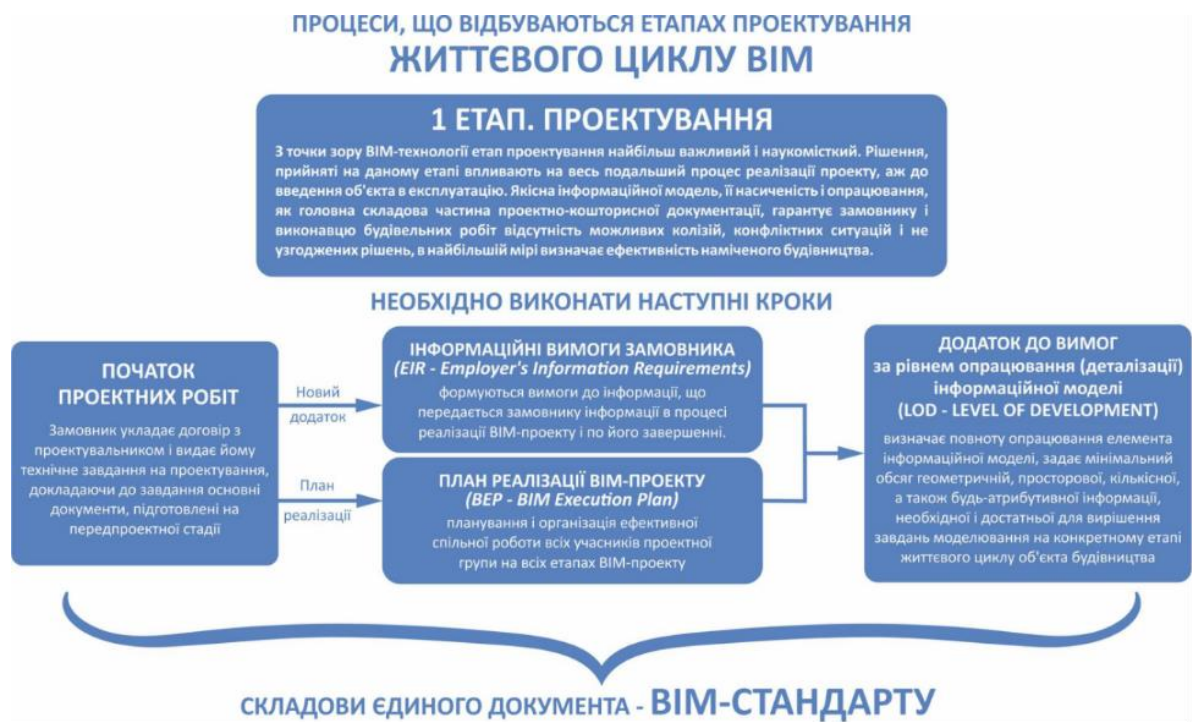 ПРОЦЕСИ, ЩО ВІДБУВАЮТЬСЯ ЕТАПАХ ПРОЕКТУВАННЯ
ЖИТТЄВОГО ЦИКЛУ BIM
1 ЕТАП. ПРОЕКТУВАННЯ
З точки зору BIM-технології етап проектування найбільш важливий і наукомісткий. Рішення,
прийняті на даному етапі впливають на весь подальший процес реалізації проекту, аж до
введення об'єкта в експлуатацію. Якісна інформаційної модель, її насиченість і опрацювання,
як головна складова частина проектно-кошторисної документації, гарантує замовнику і
виконавцю будівельних робіт відсутність можливих колізій, конфліктних ситуацій і не
узгоджених рішень, в найбільшій мірі визначає ефективність наміченого будівництва.
НЕОБХІДНО ВИКОНАТИ НАСТУПНІ КРОКИ
ПОЧАТОК
ПРОЕКТНИХ РОБІТ
Замовник укладає договір з
проектувальником і видає йому
технічне завдання на проектування,
докладаючи до завдання основні
документи, підготовлені на
передпроектної стадії
Новий
додаток
План
реалізації
ІНФОРМАЦІЙНІ ВИМОГИ ЗАМОВНИКА
(EIR - Employer's Information Requirements)
формуються вимоги до інформації, що
передається замовнику інформації в процесі
реалізації BIM-проекту і по його завершенні.
ПЛАН РЕАЛІЗАЦІЇ BIM-ПРОЕКТУ
(BEP - BIM Execution Plan)
планування і організація ефективної
спільної роботи всіх учасників проектної
групи на всіх етапах BIM-проекту
ДОДАТОК ДО ВИМОГ
за рівнем опрацювання (деталізації)
інформаційної моделі
(LOD - LEVEL OF DEVELOPMENT)
визначає повноту опрацювання елемента
інформаційної моделі, задає мінімальний
обсяг геометричній, просторової, кількісної,
а також будь-атрибутивної інформації,
необхідної і достатньої для вирішення
завдань моделювання на конкретному етапі
життєвого циклу об'єкта будівництва
СКЛАДОВИ ЄДИНОГО ДОКУМЕНТА - BIM-СТАНДАРТУ